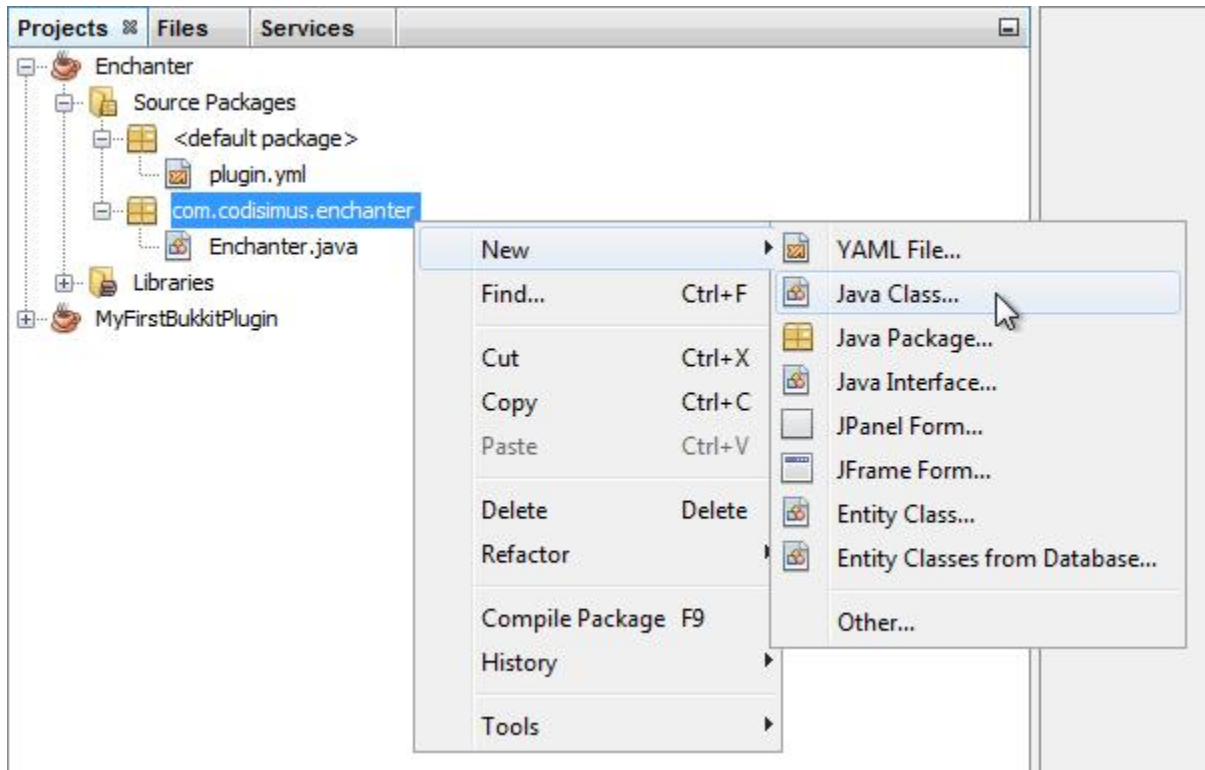 Projects Files Services
Enchanter
Source Packages
<default package>
plugin.yml
com.codisimus.enchanter
Enchanter.java
Libraries
MyFirstBukkitPlugin
New
Find... Ctrl+F
Cut Ctrl+X
Copy Ctrl+C
Paste Ctrl+V
Delete Delete
Refactor
Compile Package F9
History
Tools
YAML File...
Java Class...
Java Package...
Java Interface...
JPanel Form...
JFrame Form...
Entity Class...
Entity Classes from Database...
Other...